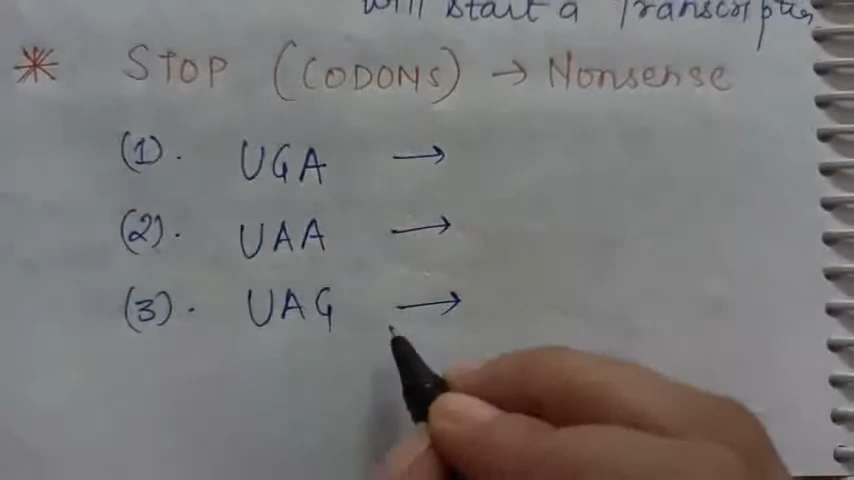 will start a Transcription
* STOP (CODONS) → Nonsense
(1). UGA →
(2). UAA →
(3). UAG →